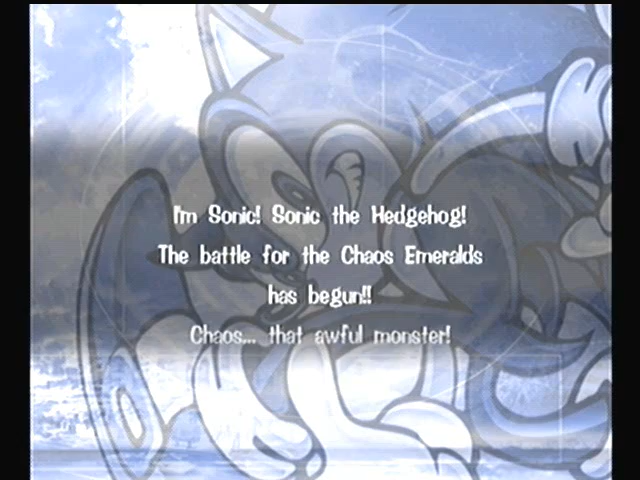 I'm Sonic! Sonic the Hedgehog!
The battle for the Chaos Emeralds
has begun!!
Chaos... that awful monster!